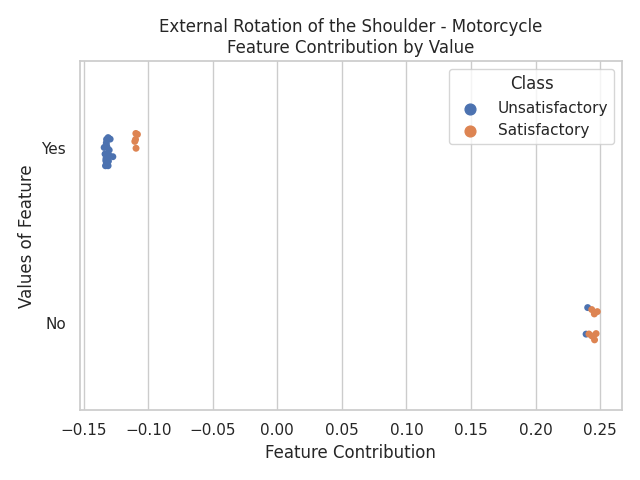 External Rotation of the Shoulder - Motorcycle
Feature Contribution by Value
Class
Unsatisfactory
Satisfactory
Values of Feature
Yes
No
−0.15 −0.10 −0.05 0.00 0.05 0.10 0.15 0.20 0.25
Feature Contribution